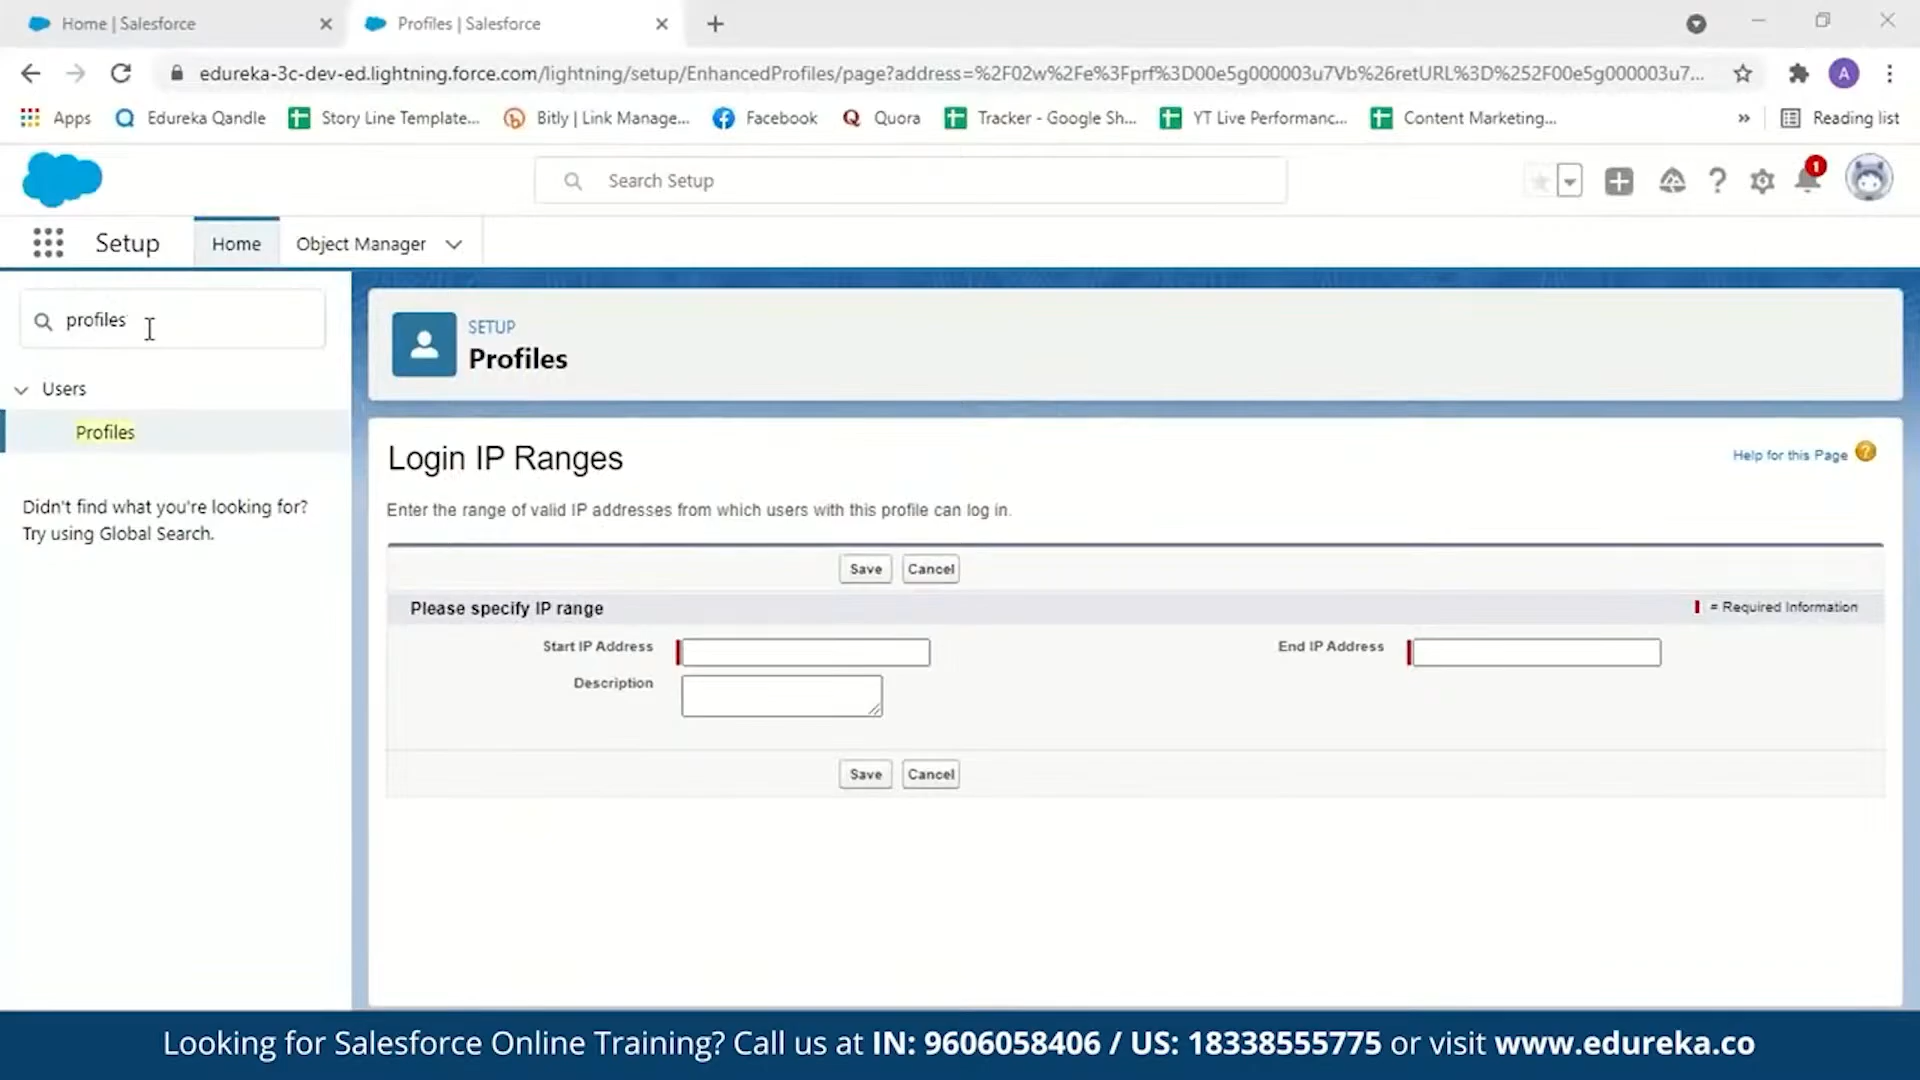 Home | Salesforce
Profiles | Salesforce
edureka-3c-dev-ed.lightning.force.com/lightning/setup/EnhancedProfiles/page?address=%2F02w%2Fe%3Fprf%3D00e5g000003u7Vb%26retURL%3D%252F00e5g000003u7...
A
Apps
Edureka Qandle
Story Line Template...
Bitly | Link Manage...
Facebook
Quora
Tracker - Google Sh...
YT Live Performanc...
Content Marketing...
»
Reading list
Search Setup
1
Setup
Home
Object Manager
profiles
Users
Profiles
Didn't find what you're looking for?
Try using Global Search.
SETUP
Profiles
Login IP Ranges
Help for this Page
Enter the range of valid IP addresses from which users with this profile can log in.
Save
Cancel
Please specify IP range
= Required Information
Start IP Address
End IP Address
Description
Save
Cancel
Looking for Salesforce Online Training? Call us at IN: 9606058406 / US: 18338555775 or visit www.edureka.co